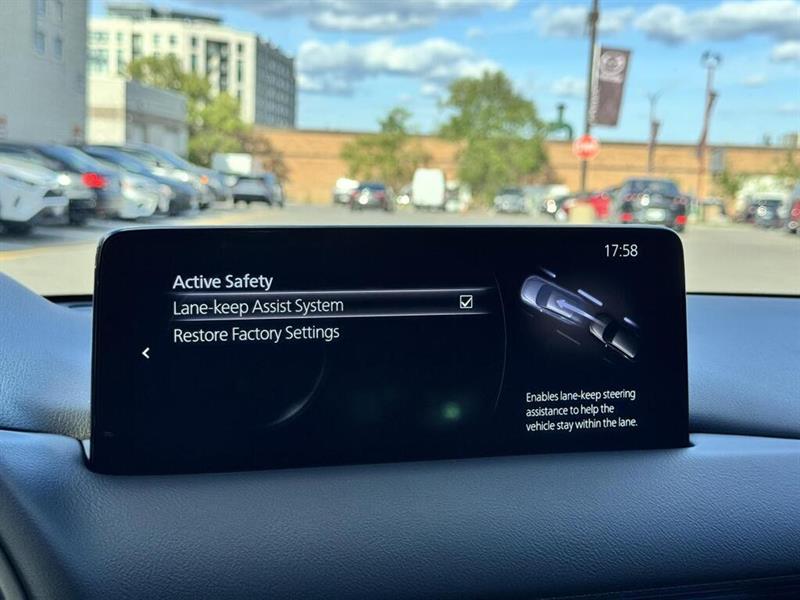 17:58
Active Safety
Lane-keep Assist System
Restore Factory Settings
Enables lane-keep steering
assistance to help the
vehicle stay within the lane.